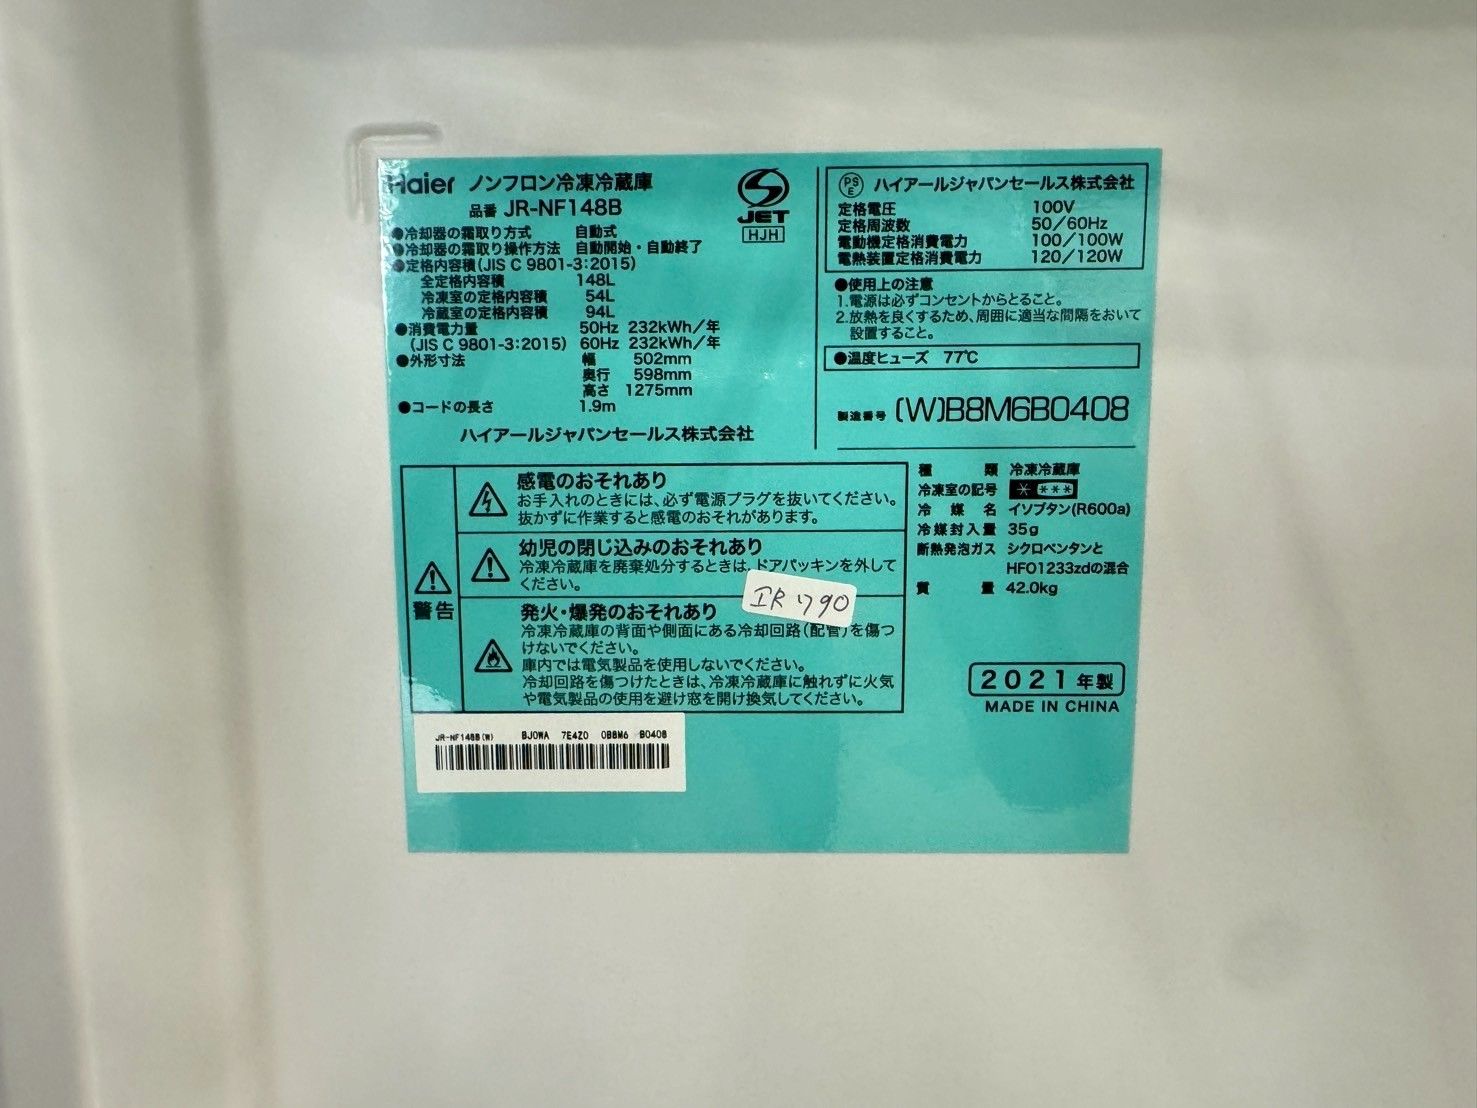 Haier ノンフロン冷凍冷蔵庫
品番 JR-NF148B
●冷却器の霜取り方式 自動式
●冷却器の霜取り操作方法 自動開始・自動終了
●定格内容積(JIS C 9801-3:2015)
全定格内容積 148L
冷凍室の定格内容積 54L
冷蔵室の定格内容積 94L
●消費電力量 50Hz 232kWh/年
(JIS C 9801-3:2015) 60Hz 232kWh/年
●外形寸法 幅 502mm
奥行 598mm
高さ 1275mm
●コードの長さ 1.9m
ハイアールジャパンセールス株式会社
S
JET
HJH
PS
E ハイアールジャパンセールス株式会社
定格電圧 100V
定格周波数 50/60Hz
電動機定格消費電力 100/100W
電熱装置定格消費電力 120/120W
●使用上の注意
1.電源は必ずコンセントからとること。
2.放熱を良くするため、周囲に適当な間隔をおいて
設置すること。
●温度ヒューズ 77℃
製造番号 (W)B8M6B0408
警告
感電のおそれあり
お手入れのときには、必ず電源プラグを抜いてください。
抜かずに作業すると感電のおそれがあります。
幼児の閉じ込みのおそれあり
冷凍冷蔵庫を廃棄処分するときは、ドアパッキンを外して
ください。
発火・爆発のおそれあり
冷凍冷蔵庫の背面や側面にある冷却回路(配管)を傷つ
けないでください。
庫内では電気製品を使用しないでください。
冷却回路を傷つけたときは、冷凍冷蔵庫に触れずに火気
や電気製品の使用を避け窓を開け換気してください。
種類 冷凍冷蔵庫
冷凍室の記号 * ***
冷媒名 イソブタン(R600a)
冷媒封入量 35g
断熱発泡ガス シクロペンタンと
HFO1233zdの混合
質量 42.0kg
2021年製
MADE IN CHINA
JR-NF148B(W) BJ0WA 7E4Z0 0B8M6 B0408